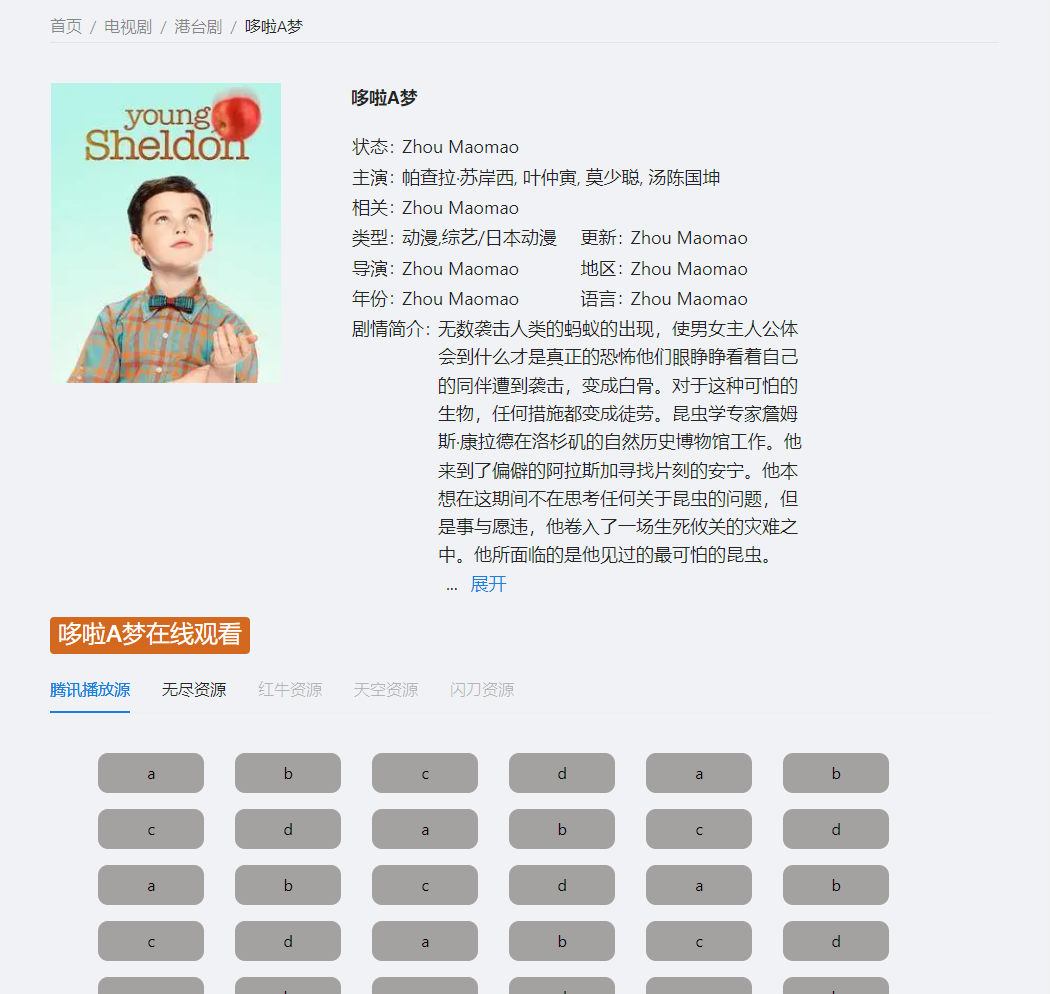 首页 / 电视剧 / 港台剧 / 哆啦A梦
young
Sheldon
哆啦A梦
状态：Zhou Maomao
主演：帕查拉·苏岸西, 叶仲寅, 莫少聪, 汤陈国坤
相关：Zhou Maomao
类型：动漫,综艺/日本动漫 更新：Zhou Maomao
导演：Zhou Maomao 地区：Zhou Maomao
年份：Zhou Maomao 语言：Zhou Maomao
剧情简介：无数袭击人类的蚂蚁的出现，使男女主人公体
会到什么才是真正的恐怖他们眼睁睁看着自己
的同伴遭到袭击，变成白骨。对于这种可怕的
生物，任何措施都变成徒劳。昆虫学专家詹姆
斯·康拉德在洛杉矶的自然历史博物馆工作。他
来到了偏僻的阿拉斯加寻找片刻的安宁。他本
想在这期间不在思考任何关于昆虫的问题，但
是事与愿违，他卷入了一场生死攸关的灾难之
中。他所面临的是他见过的最可怕的昆虫。
... 展开
哆啦A梦在线观看
腾讯播放源 无尽资源 红牛资源 天空资源 闪刀资源
a b c d a b
c d a b c d
a b c d a b
c d a b c d